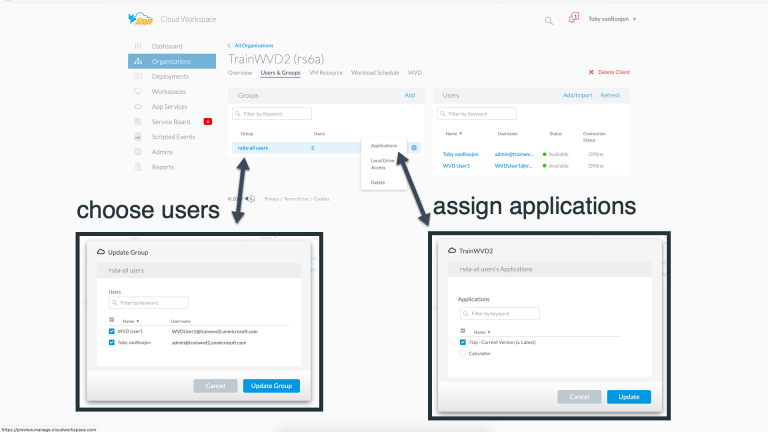 Cloud Workspace
1
Toby vanRoojen ▾
Dashboard
Organizations
Deployments
Workspaces
App Services
Service Board
Scripted Events
Admins
Reports
All Organizations
TrainWVD2 (rs6a)
Overview Users & Groups VM Resource Workload Schedule WVD
Delete Client
Groups Add
Filter by Keyword
Group Users
rs6a-all users 2
Applications
Local Drive
Access
Delete
Users Add/Import Refresh
Filter by Keyword
Name ▾ Username Status Connection
Status
Toby vanRoojen admin@trainwv... Available Offline
WVD User1 WVDUser1@tr... Available Offline
Privacy / Terms of Use / Cookies
choose users
assign applications
Update Group
rs6a-all users
Users
Filter by keyword
Name ▾ Username
WVD User1 WVDUser1@trainwvd2.onmicrosoft.com
Toby vanRoojen admin@trainwvd2.onmicrosoft.com
Cancel Update Group
TrainWVD2
rs6a-all users's Applications
Applications
Filter by keyword
Name ▾
7zip - Current Version (v. Latest)
Calculator
Cancel Update
https://preview.manage.cloudworkspace.com